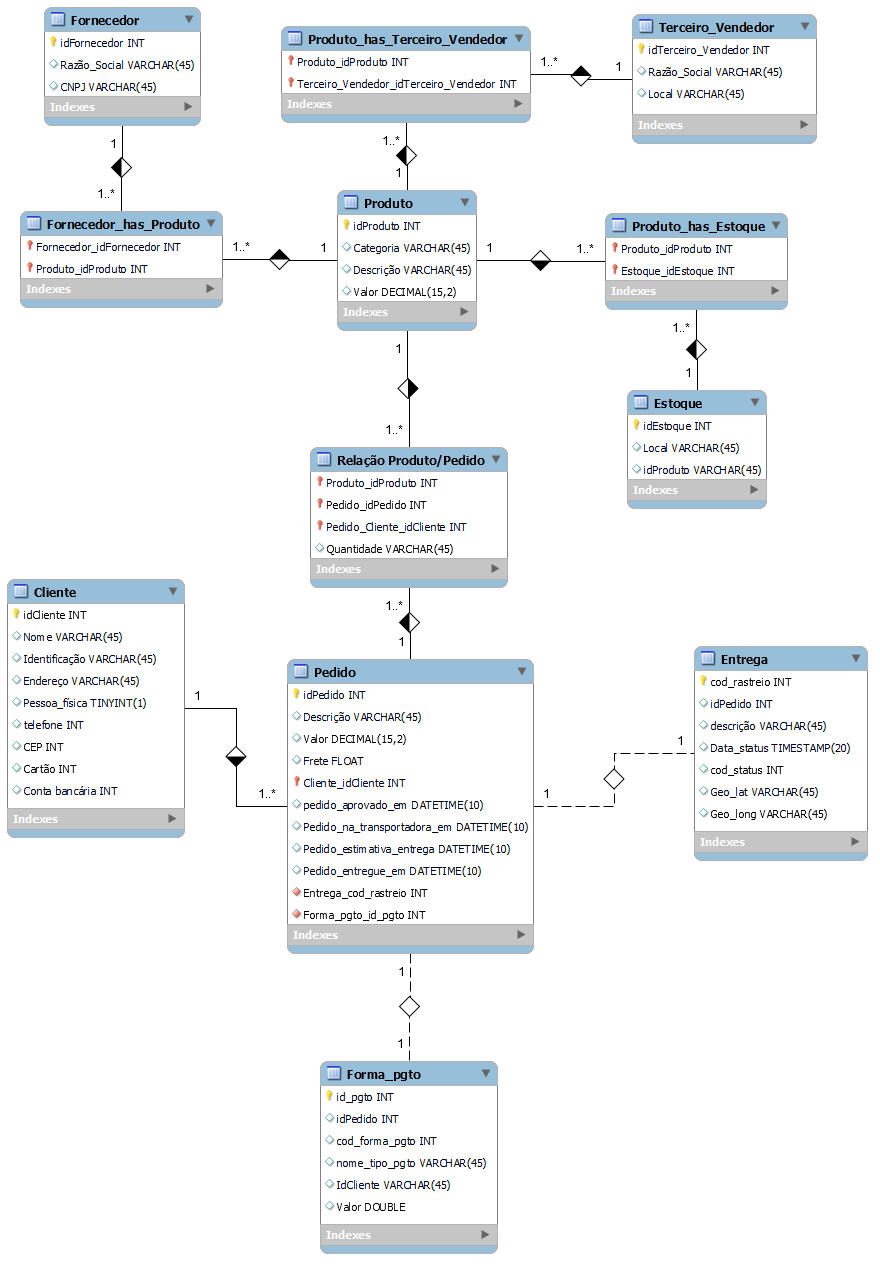 Fornecedor
idFornecedor INT
Razão_Social VARCHAR(45)
CNPJ VARCHAR(45)
Indexes
Produto_has_Terceiro_Vendedor
Produto_idProduto INT
Terceiro_Vendedor_idTerceiro_Vendedor INT
Indexes
1..*
1
Terceiro_Vendedor
idTerceiro_Vendedor INT
Razão_Social VARCHAR(45)
Local VARCHAR(45)
Indexes
1
1..*
1..*
1
Fornecedor_has_Produto
Fornecedor_idFornecedor INT
Produto_idProduto INT
Indexes
1..*
1
Produto
idProduto INT
Categoria VARCHAR(45)
Descrição VARCHAR(45)
Valor DECIMAL(15,2)
Indexes
1
1..*
Produto_has_Estoque
Produto_idProduto INT
Estoque_idEstoque INT
Indexes
1..*
1
Estoque
idEstoque INT
Local VARCHAR(45)
idProduto VARCHAR(45)
Indexes
1
1..*
Relação Produto/Pedido
Produto_idProduto INT
Pedido_idPedido INT
Pedido_Cliente_idCliente INT
Quantidade VARCHAR(45)
Indexes
1..*
1
Cliente
idCliente INT
Nome VARCHAR(45)
Identificação VARCHAR(45)
Endereço VARCHAR(45)
Pessoa_física TINYINT(1)
telefone INT
CEP INT
Cartão INT
Conta bancária INT
Indexes
1
1..*
Pedido
idPedido INT
Descrição VARCHAR(45)
Valor DECIMAL(15,2)
Frete FLOAT
Cliente_idCliente INT
pedido_aprovado_em DATETIME(10)
Pedido_na_transportadora_em DATETIME(10)
Pedido_estimativa_entrega DATETIME(10)
Pedido_entregue_em DATETIME(10)
Entrega_cod_rastreio INT
Forma_pgto_id_pgto INT
Indexes
1
1
Entrega
cod_rastreio INT
idPedido INT
descrição VARCHAR(45)
Data_status TIMESTAMP(20)
cod_status INT
Geo_lat VARCHAR(45)
Geo_long VARCHAR(45)
Indexes
1
1
Forma_pgto
id_pgto INT
idPedido INT
cod_forma_pgto INT
nome_tipo_pgto VARCHAR(45)
IdCliente VARCHAR(45)
Valor DOUBLE
Indexes